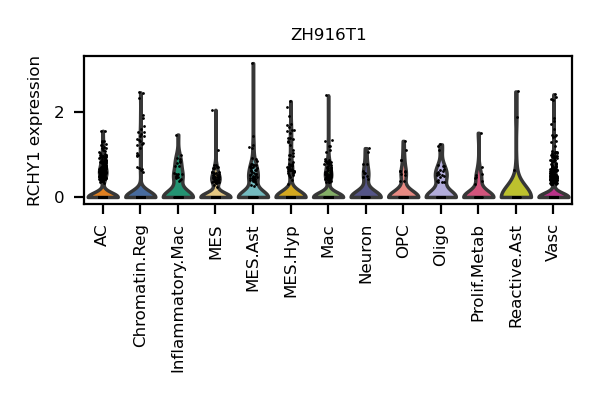 ZH916T1
RCHY1 expression
2
0
AC
Chromatin.Reg
Inflammatory.Mac
MES
MES.Ast
MES.Hyp
Mac
Neuron
OPC
Oligo
Prolif.Metab
Reactive.Ast
Vasc